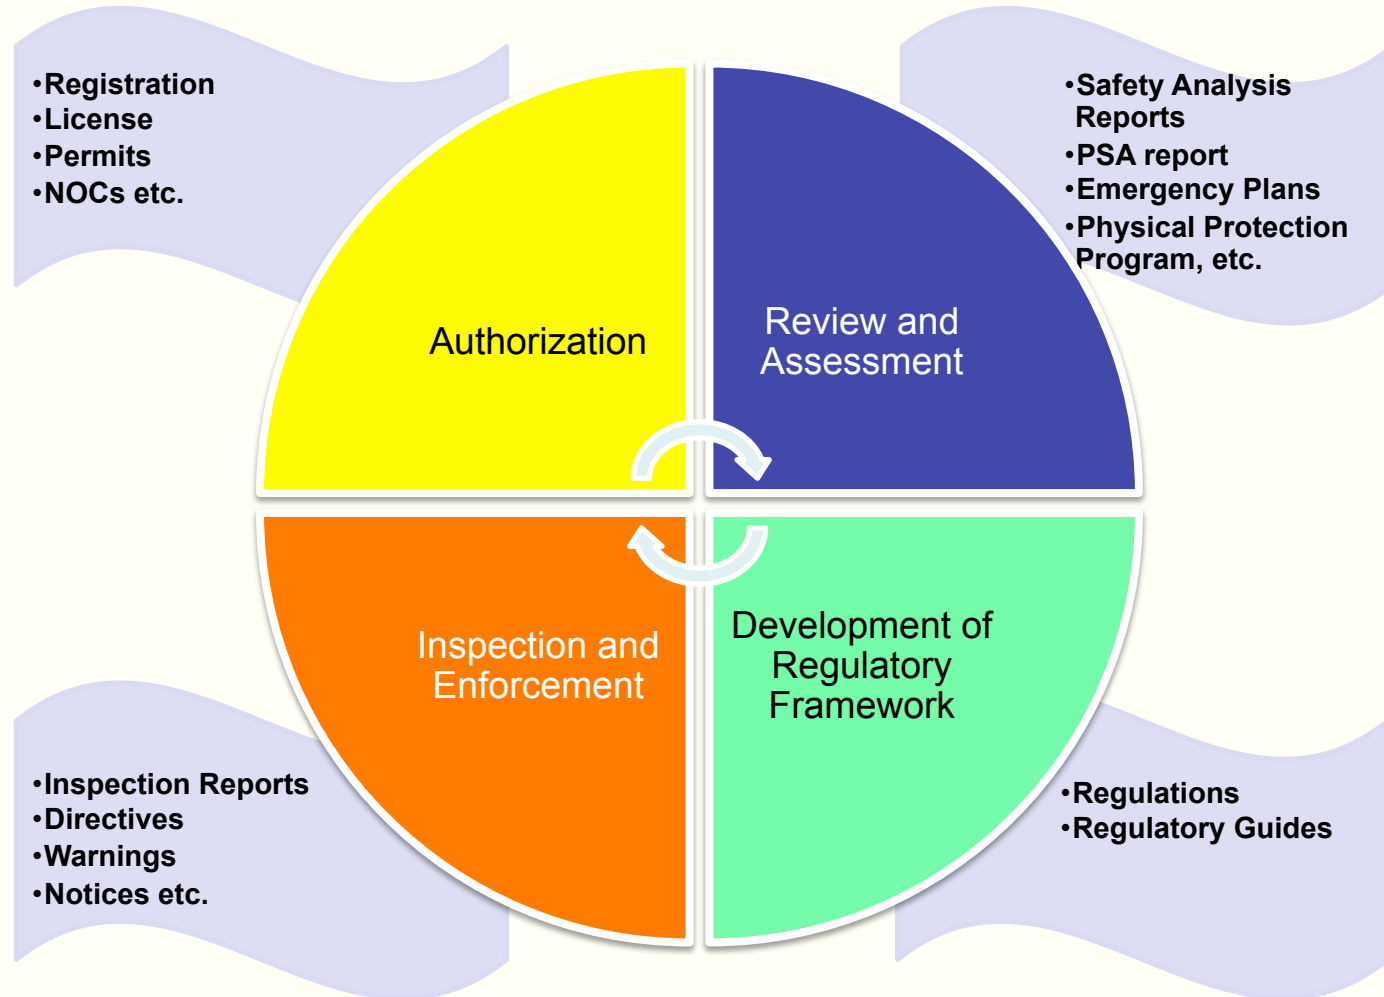 •Registration
•License
•Permits
•NOCs etc.
•Safety Analysis
Reports
•PSA report
•Emergency Plans
•Physical Protection
Program, etc.
Authorization
Review and
Assessment
Inspection and
Enforcement
Development of
Regulatory
Framework
•Inspection Reports
•Directives
•Warnings
•Notices etc.
•Regulations
•Regulatory Guides